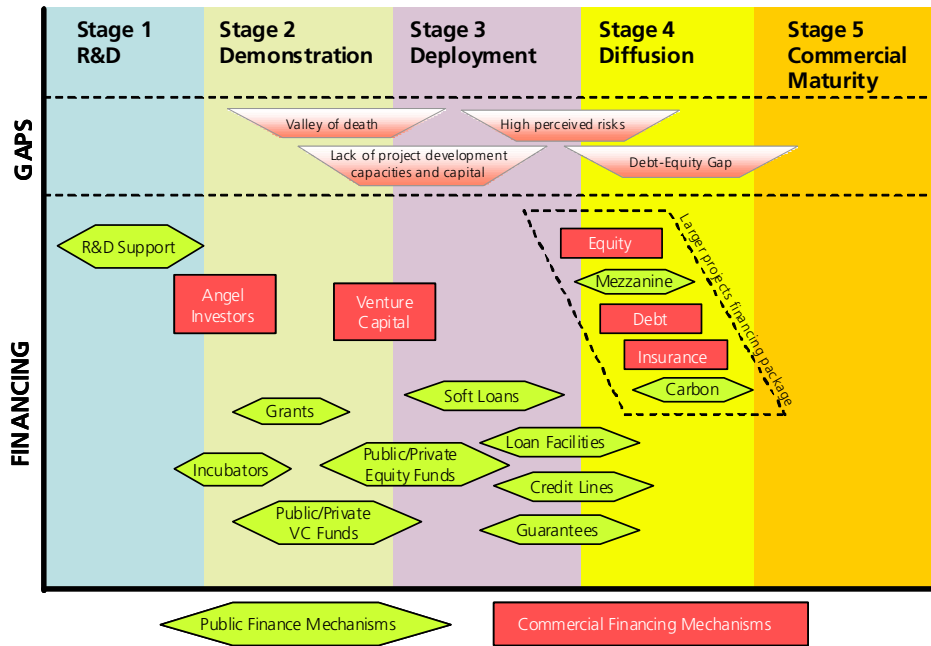 Stage 1
R&D
Stage 2
Demonstration
Stage 3
Deployment
Stage 4
Diffusion
Stage 5
Commercial
Maturity
GAPS
Valley of death
High perceived risks
Lack of project development
capacities and capital
Debt-Equity Gap
FINANCING
R&D Support
Angel
Investors
Venture
Capital
Equity
Mezzanine
Debt
Insurance
Carbon
Larger projects financing package
Soft Loans
Grants
Loan Facilities
Incubators
Public/Private
Equity Funds
Credit Lines
Public/Private
VC Funds
Guarantees
Public Finance Mechanisms
Commercial Financing Mechanisms